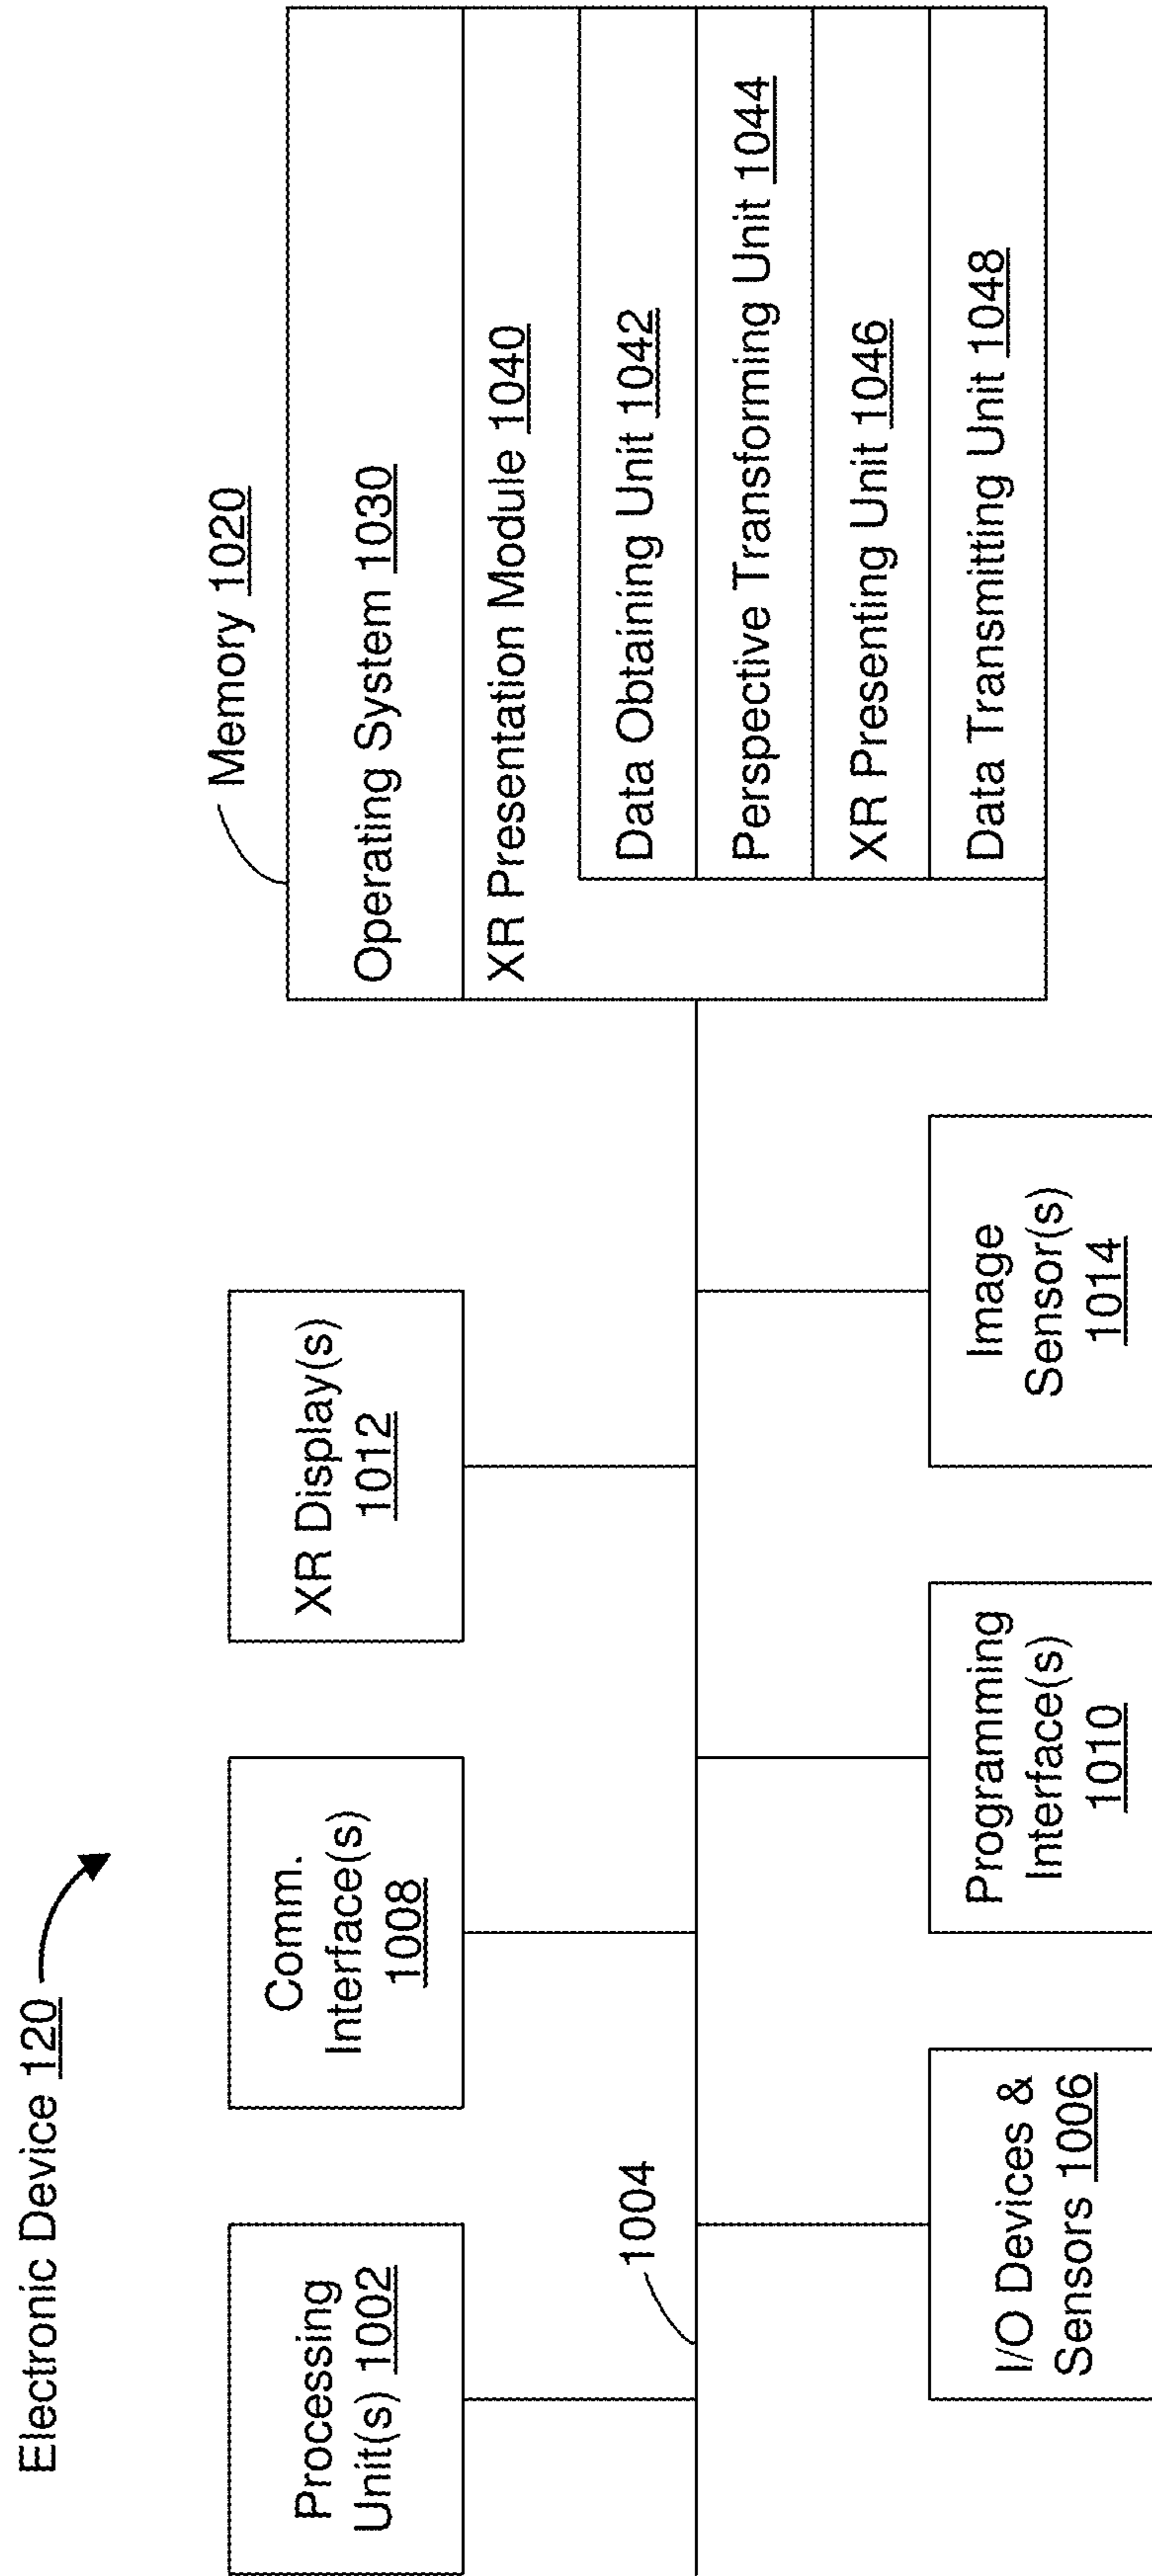 Electronic Device 120
Processing
Unit(s) 1002
Comm.
Interface(s)
1008
XR Display(s)
1012
Memory 1020
Operating System 1030
XR Presentation Module 1040
Data Obtaining Unit 1042
Perspective Transforming Unit 1044
XR Presenting Unit 1046
Data Transmitting Unit 1048
1004
I/O Devices &
Sensors 1006
Programming
Interface(s)
1010
Image
Sensor(s)
1014